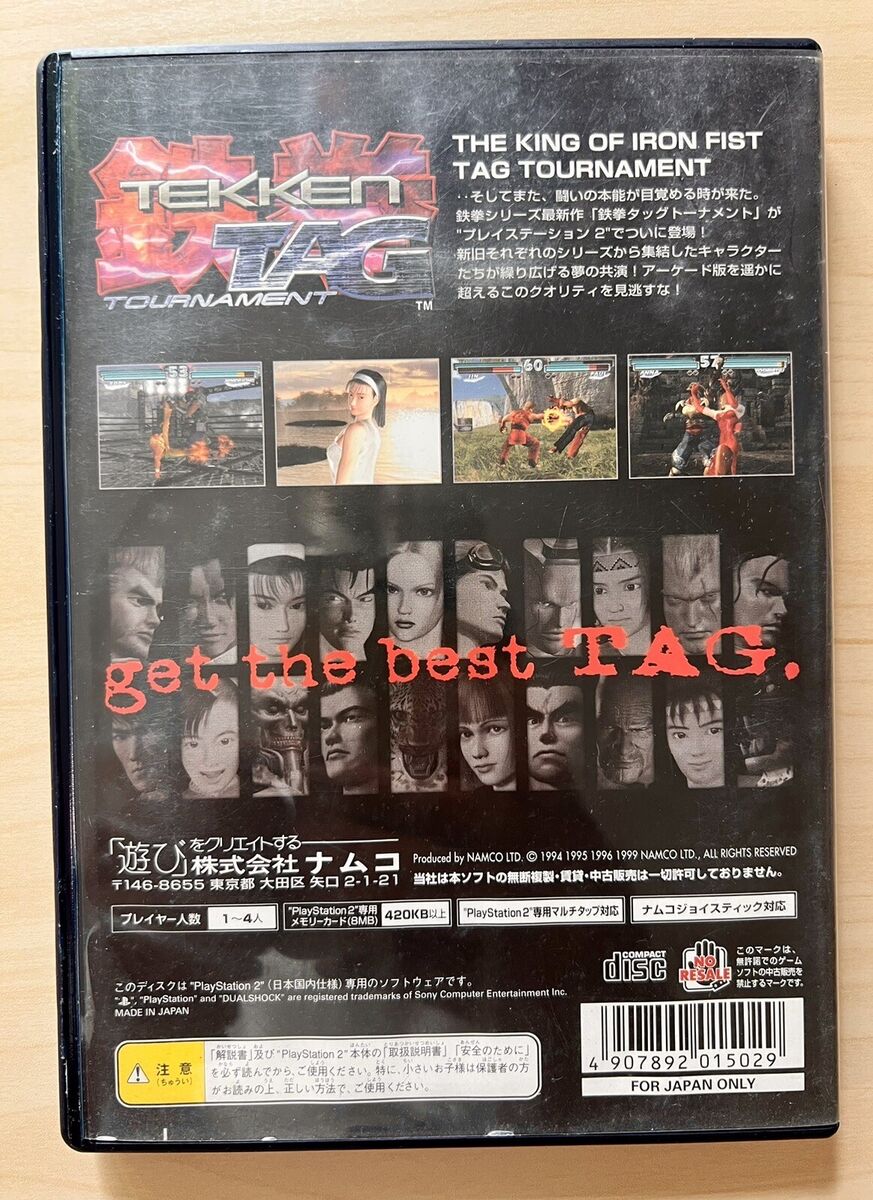 鉄拳
TEKKEN
TAG
TOURNAMENT™
THE KING OF IRON FIST
TAG TOURNAMENT
‥そしてまた、闘いの本能が目覚める時が来た。
鉄拳シリーズ最新作「鉄拳タッグトーナメント」が
"プレイステーション 2"でついに登場！
新旧それぞれのシリーズから集結したキャラクター
たちが繰り広げる夢の共演！アーケード版を遥かに
超えるこのクオリティを見逃すな！
53
60
PAUL
57
ANNA
get the best TAG.
「遊び」をクリエイトする
株式会社 ナムコ
〒146-8655 東京都 大田区 矢口 2-1-21
Produced by NAMCO LTD. © 1994 1995 1996 1999 NAMCO LTD., ALL RIGHTS RESERVED
当社は本ソフトの無断複製・賃貸・中古販売は一切許可しておりません。
プレイヤー人数 1〜4人
"PlayStation 2"専用メモリーカード(8MB) 420KB以上
"PlayStation 2"専用マルチタップ対応
ナムコジョイスティック対応
COMPACT disc
NO RESALE
このマークは、
無許諾でのゲーム
ソフトの中古販売を
禁止するマークです。
このディスクは "PlayStation 2" (日本国内仕様) 専用のソフトウェアです。
", "PlayStation" and "DUALSHOCK" are registered trademarks of Sony Computer Entertainment Inc.
MADE IN JAPAN
注意
(ちゅうい)
「解説書」及び "PlayStation 2" 本体の「取扱説明書」「安全のために」
を必ず読んでから、ご使用ください。特に、小さいお子様は保護者の方
がお読みの上、正しい方法で、ご使用ください。
4 907892 015029
FOR JAPAN ONLY